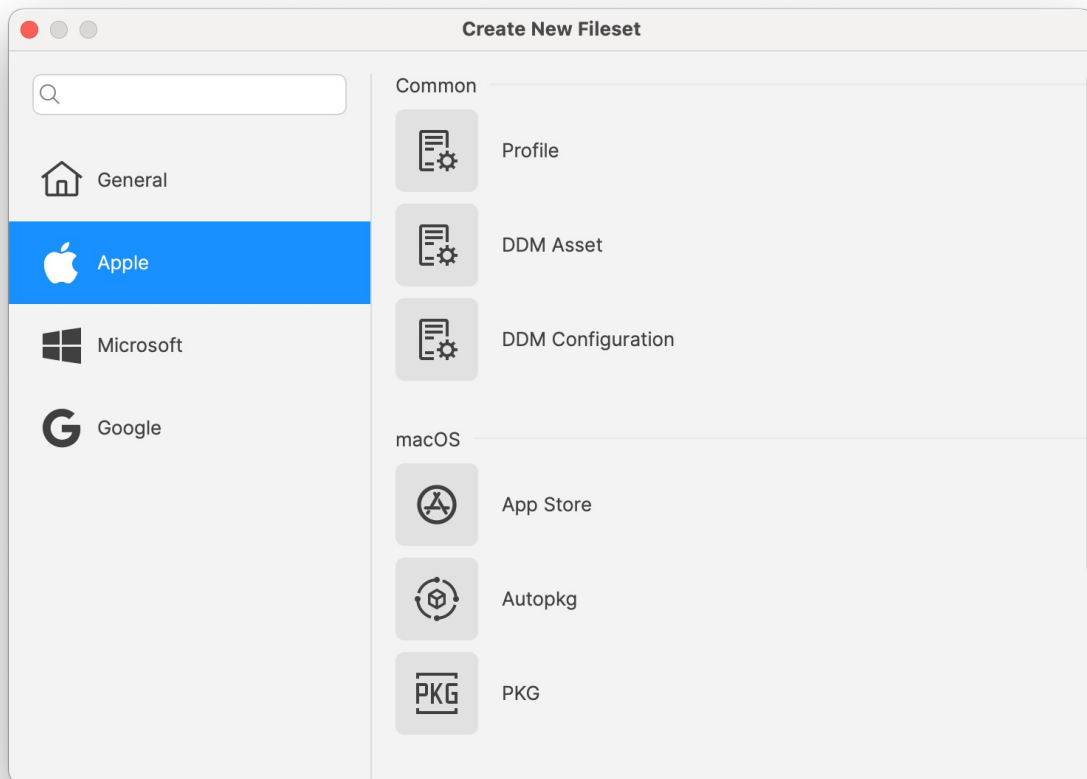 Create New Fileset
General
Apple
Microsoft
Google
Common
Profile
DDM Asset
DDM Configuration
macOS
App Store
Autopkg
PKG
PKG